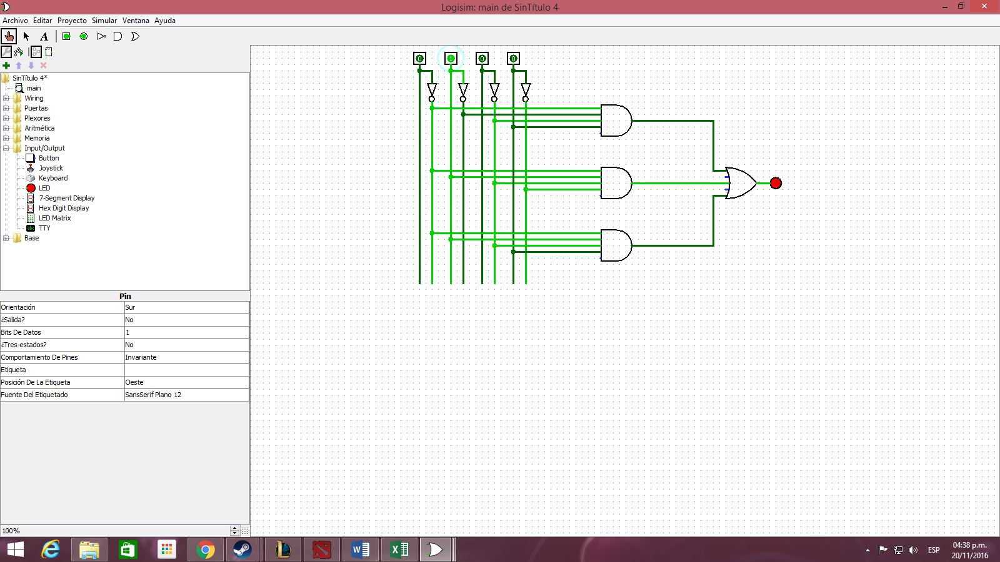 Logisim: main de SinTítulo 4
Archivo Editar Proyecto Simular Ventana Ayuda
A
SinTítulo 4*
main
Wiring
Puertas
Plexores
Aritmética
Memoria
Input/Output
Button
Joystick
Keyboard
LED
7-Segment Display
Hex Digit Display
LED Matrix
TTY
Base
0 1 0 0
Pin
Orientación Sur
¿Salida? No
Bits De Datos 1
¿Tres-estados? No
Comportamiento De Pines Invariante
Etiqueta
Posición De La Etiqueta Oeste
Fuente Del Etiquetado SansSerif Plano 12
100%
ESP
04:38 p.m.
20/11/2016